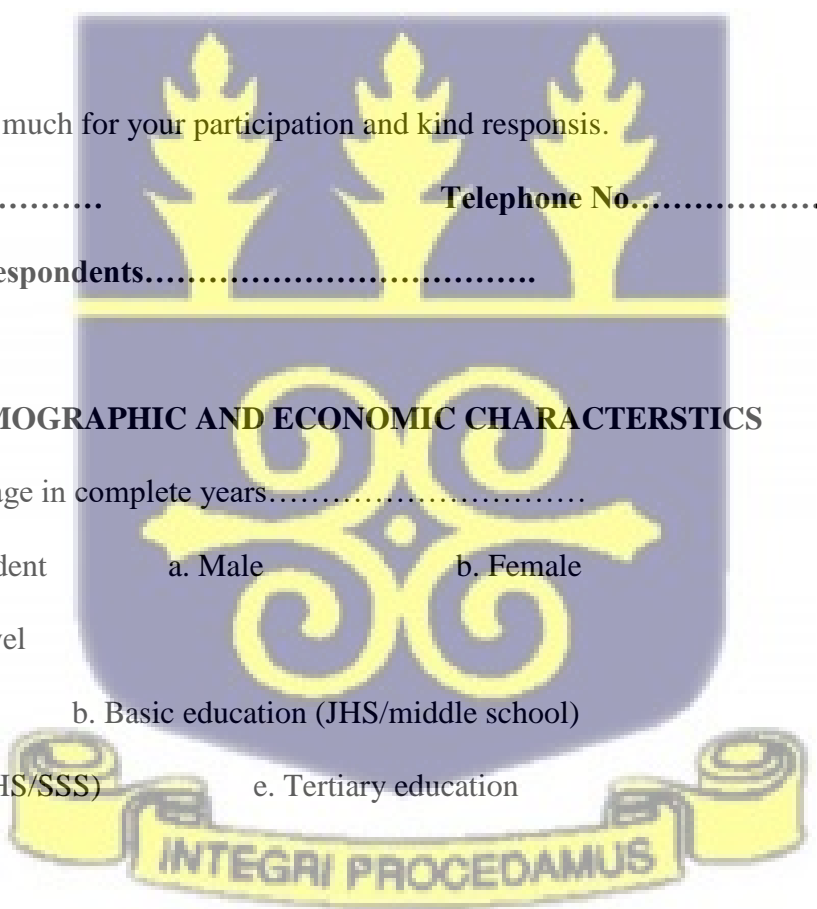 much for your participation and kind responsis.
………. Telephone No………………..
espondents……………………………….
MOGRAPHIC AND ECONOMIC CHARACTERSTICS
age in complete years…………………………
dent a. Male b. Female
vel
b. Basic education (JHS/middle school)
HS/SSS) e. Tertiary education
INTEGRI PROCEDAMUS